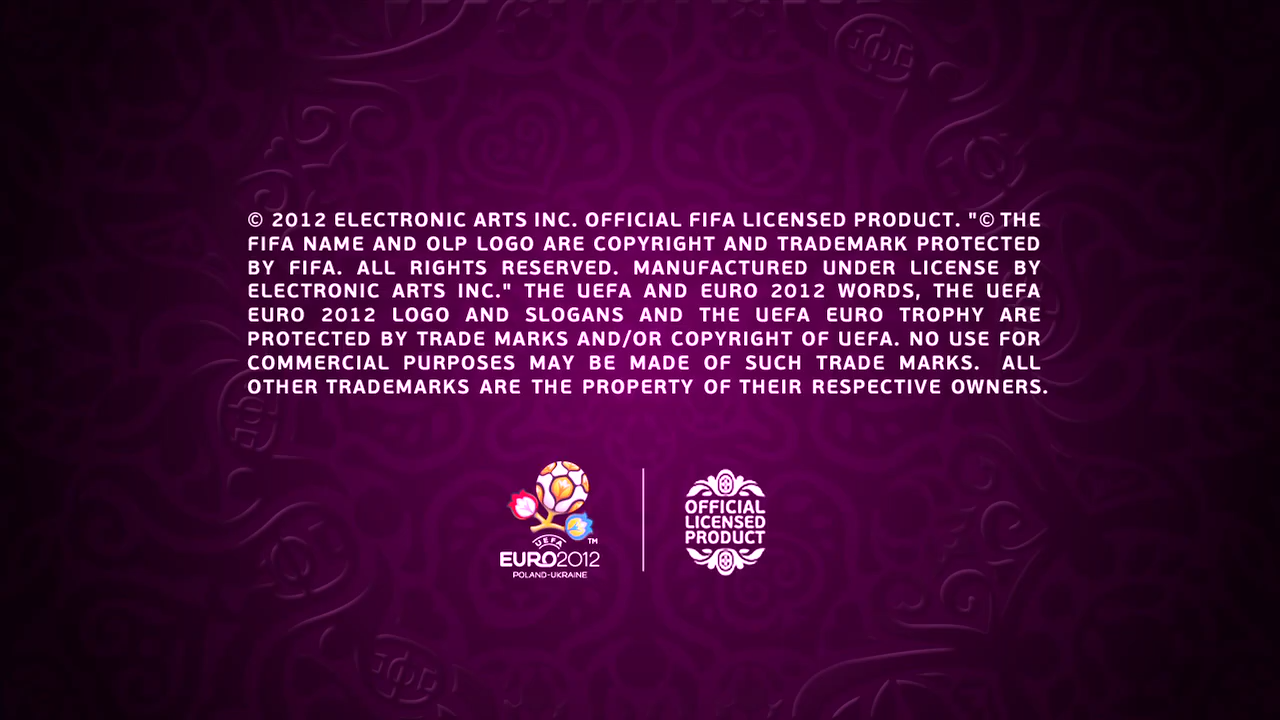 © 2012 ELECTRONIC ARTS INC. OFFICIAL FIFA LICENSED PRODUCT. "© THE
FIFA NAME AND OLP LOGO ARE COPYRIGHT AND TRADEMARK PROTECTED
BY FIFA. ALL RIGHTS RESERVED. MANUFACTURED UNDER LICENSE BY
ELECTRONIC ARTS INC." THE UEFA AND EURO 2012 WORDS, THE UEFA
EURO 2012 LOGO AND SLOGANS AND THE UEFA EURO TROPHY ARE
PROTECTED BY TRADE MARKS AND/OR COPYRIGHT OF UEFA. NO USE FOR
COMMERCIAL PURPOSES MAY BE MADE OF SUCH TRADE MARKS. ALL
OTHER TRADEMARKS ARE THE PROPERTY OF THEIR RESPECTIVE OWNERS.
UEFA ™
EURO2012
POLAND-UKRAINE
OFFICIAL
LICENSED
PRODUCT